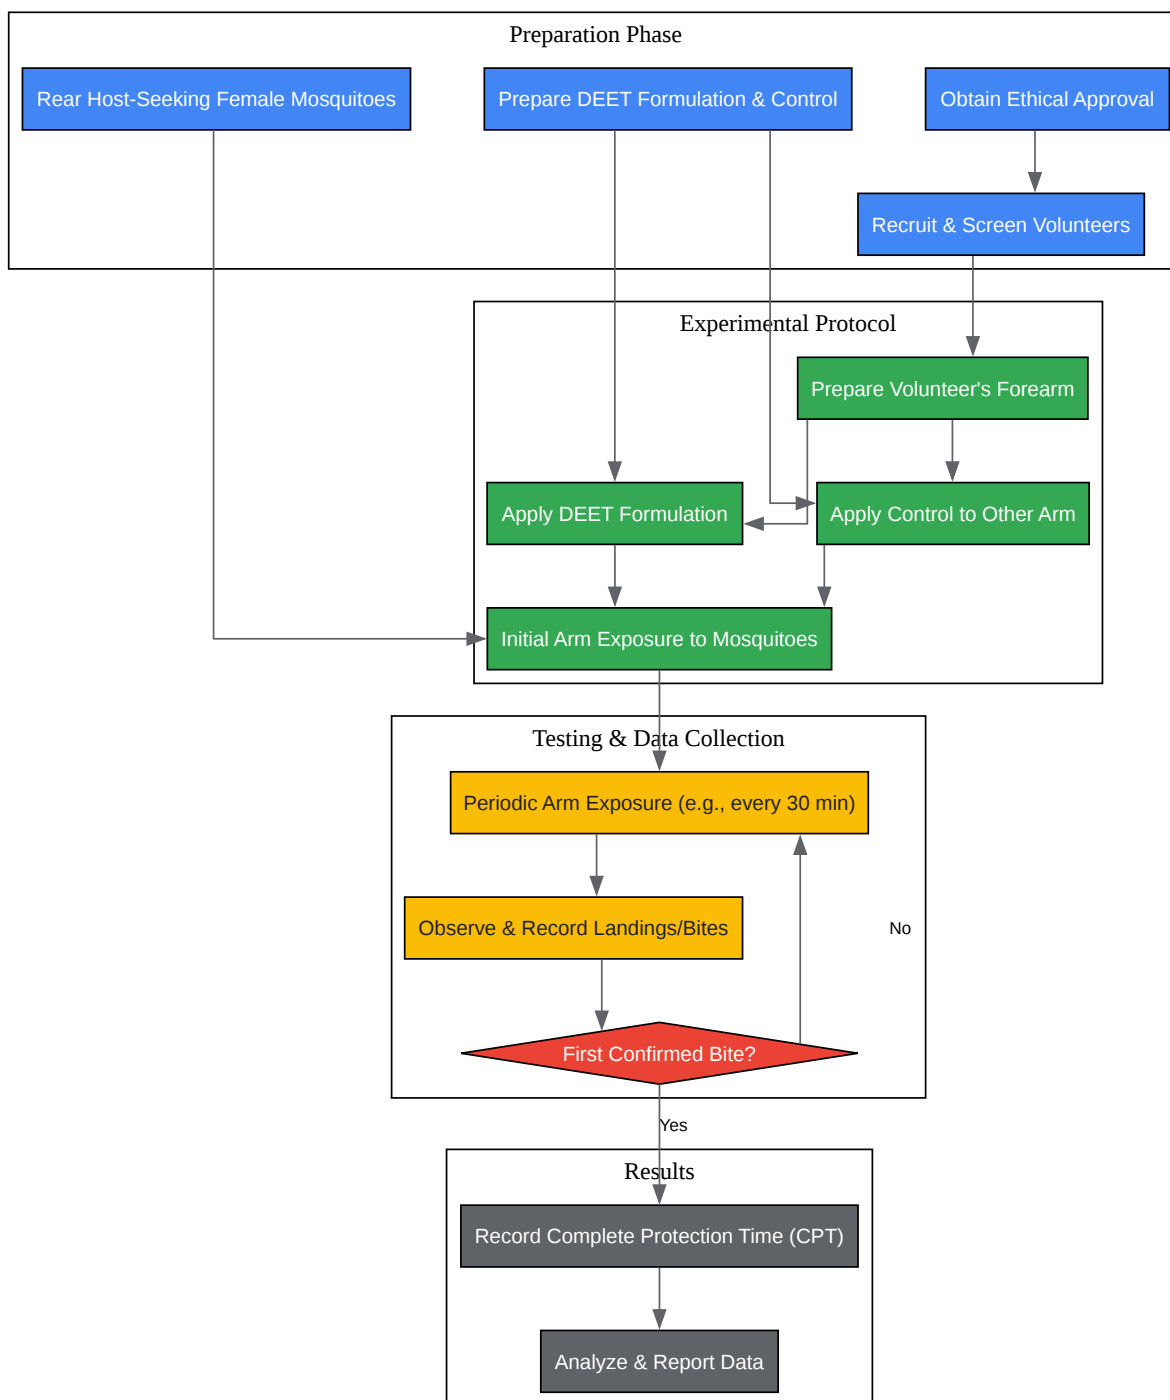 Preparation Phase
Rear Host-Seeking Female Mosquitoes
Prepare DEET Formulation & Control
Obtain Ethical Approval
Recruit & Screen Volunteers
Experimental Protocol
Prepare Volunteer's Forearm
Apply DEET Formulation
Apply Control to Other Arm
Initial Arm Exposure to Mosquitoes
Testing & Data Collection
Periodic Arm Exposure (e.g., every 30 min)
Observe & Record Landings/Bites
No
First Confirmed Bite?
Yes
Results
Record Complete Protection Time (CPT)
Analyze & Report Data